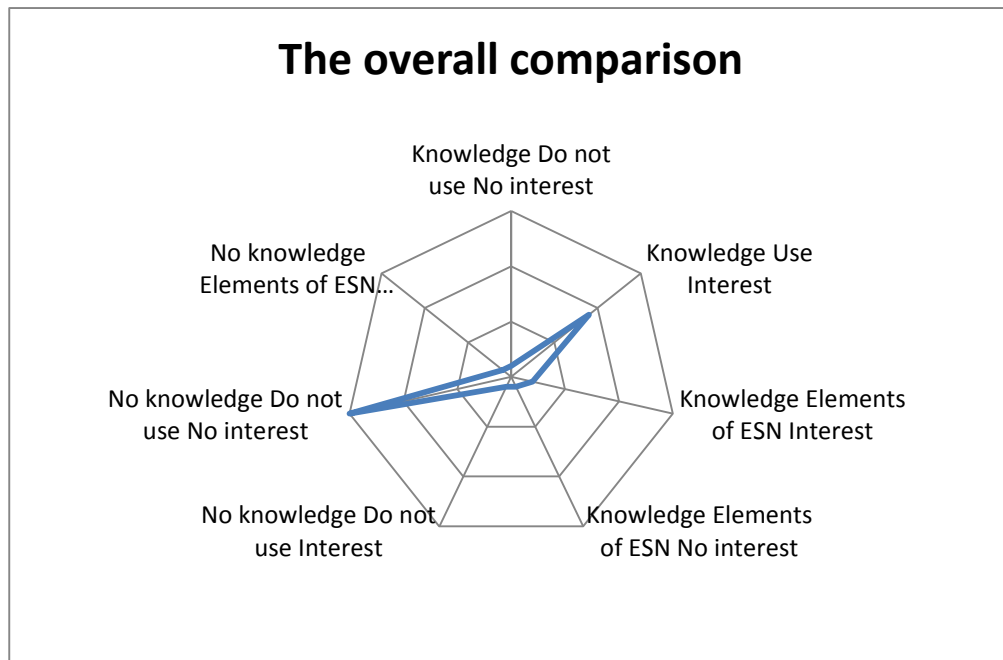 The overall comparison
Knowledge Do not
use No interest
Knowledge Use
Interest
Knowledge Elements
of ESN Interest
Knowledge Elements
of ESN No interest
No knowledge Do not
use Interest
No knowledge Do not
use No interest
No knowledge
Elements of ESN...